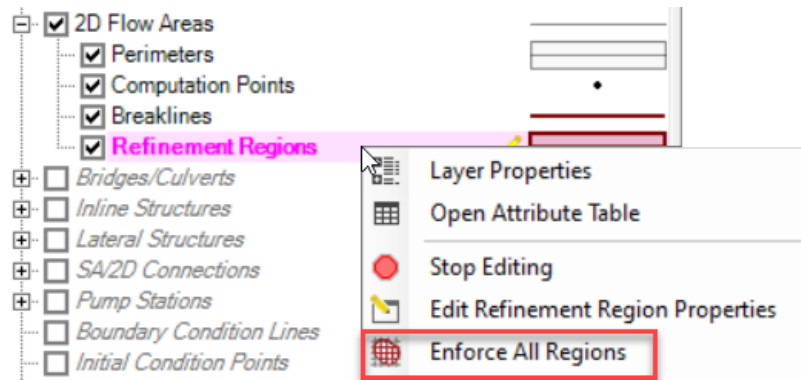 2D Flow Areas
Perimeters
Computation Points
Breaklines
Refinement Regions
Bridges/Culverts
Inline Structures
Lateral Structures
SA/2D Connections
Pump Stations
Boundary Condition Lines
Initial Condition Points
Layer Properties
Open Attribute Table
Stop Editing
Edit Refinement Region Properties
Enforce All Regions